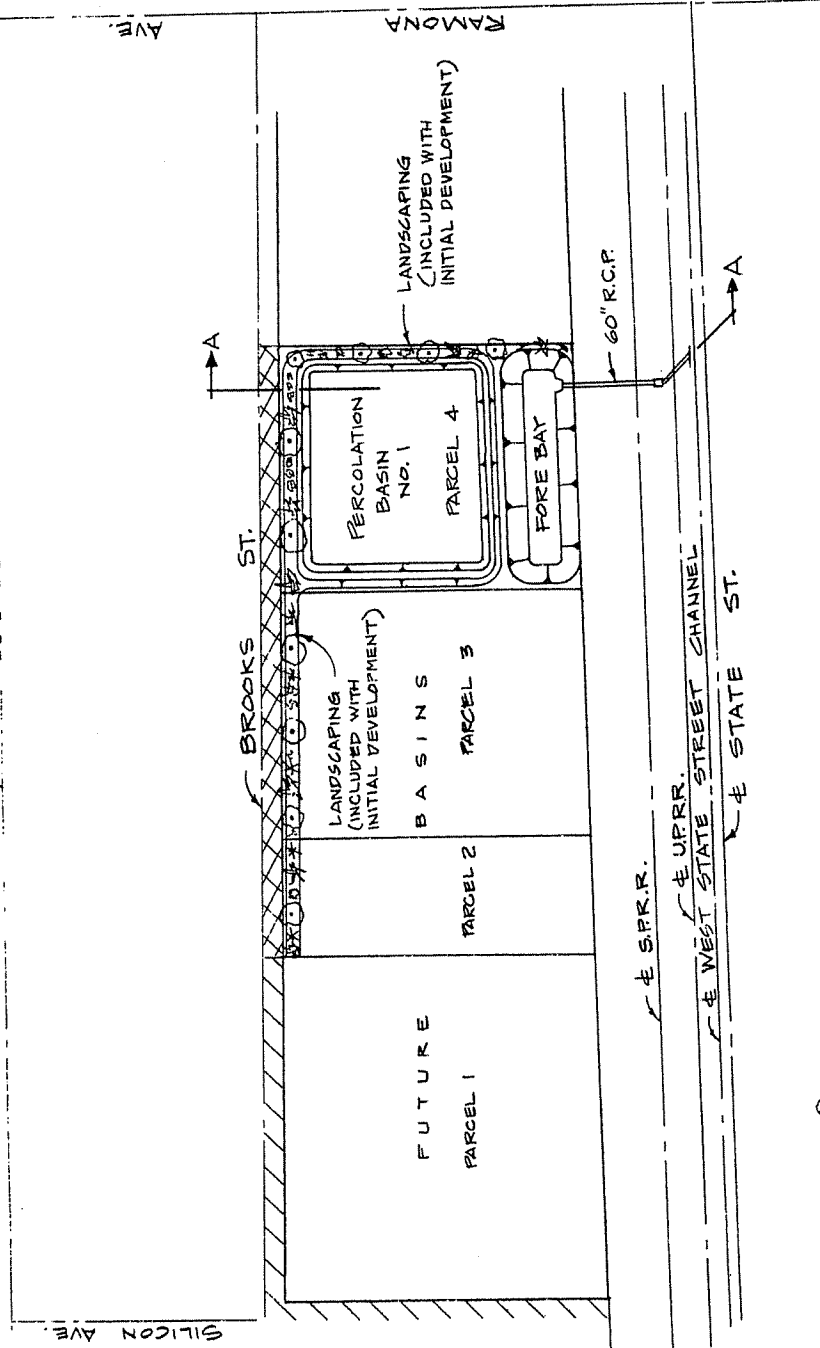 RAMONA
AVE.
LANDSCAPING
(INCLUDED WITH
INITIAL DEVELOPMENT)
A
A
60" R.C.P.
BROOKS ST.
PERCOLATION
BASIN
NO. 1
PARCEL 4
FORE BAY
LANDSCAPING
(INCLUDED WITH
INITIAL DEVELOPMENT)
FUTURE BASINS
PARCEL 1
PARCEL 2
PARCEL 3
℄ S.P.R.R.
℄ U.P.R.R.
℄ WEST STATE STREET CHANNEL
℄ STATE ST.
SILICON AVE.